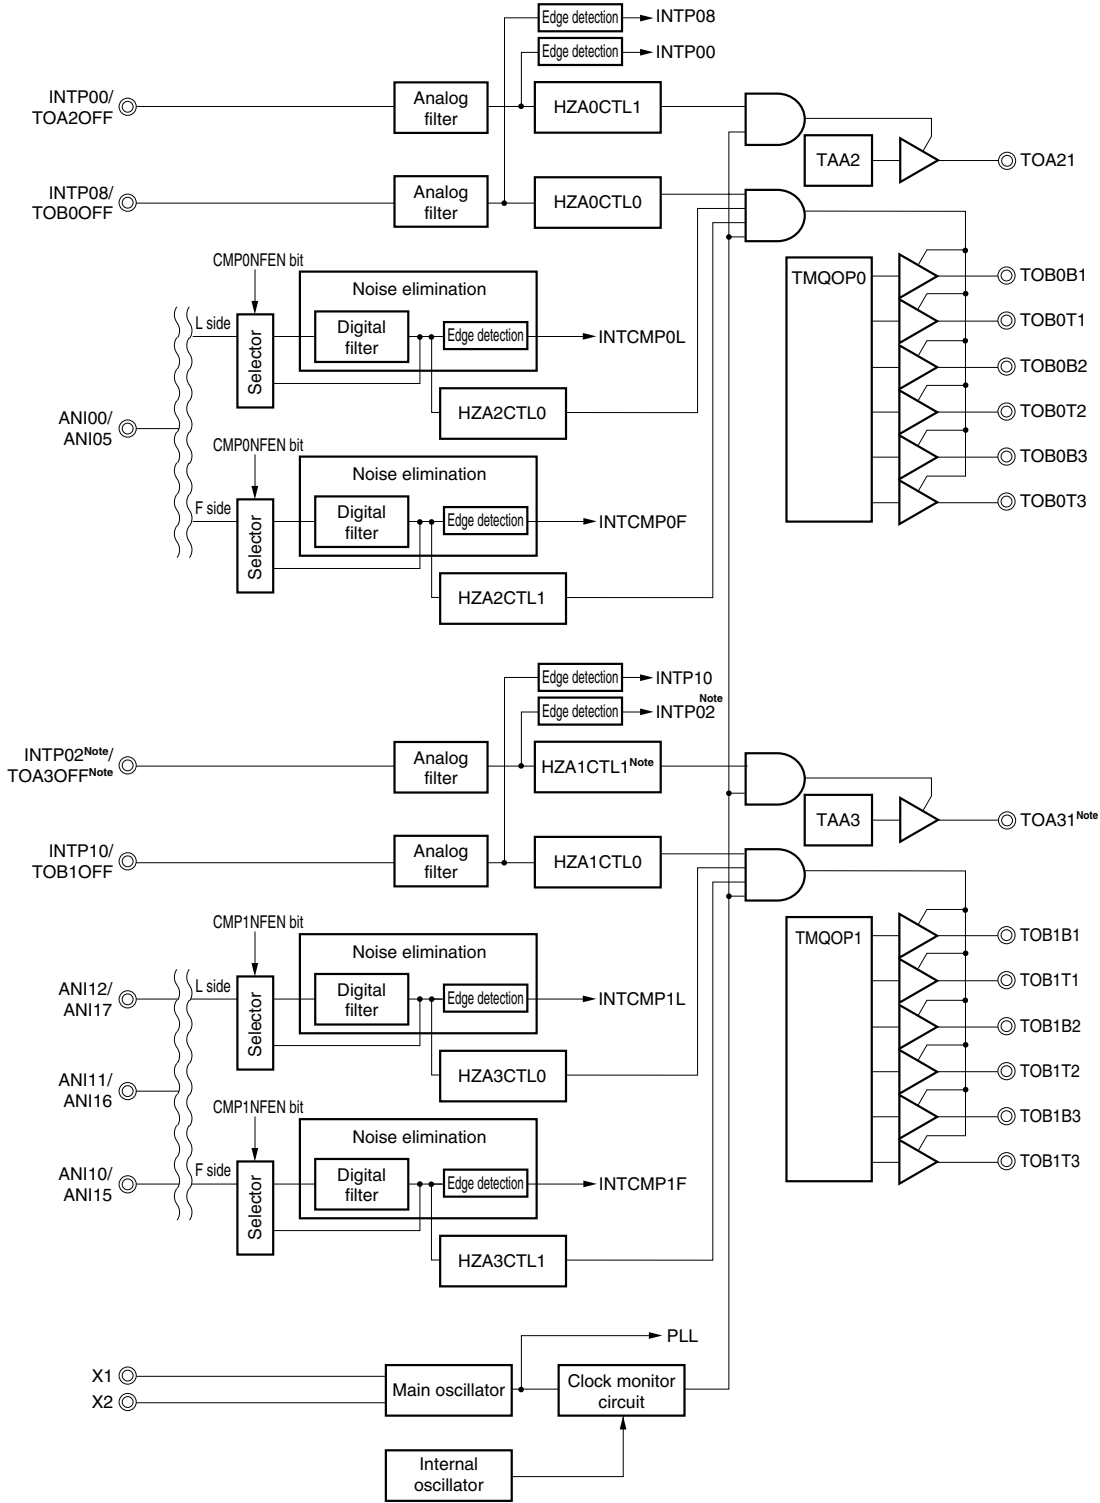 Edge detection
INTP08
Edge detection
INTP00
INTP00/
TOA2OFF
Analog
filter
HZA0CTL1
TAA2
TOA21
INTP08/
TOB0OFF
Analog
filter
HZA0CTL0
CMP0NFEN bit
Noise elimination
L side
Selector
Digital
filter
Edge detection
INTCMP0L
HZA2CTL0
TMQOP0
TOB0B1
TOB0T1
TOB0B2
TOB0T2
TOB0B3
TOB0T3
ANI00/
ANI05
CMP0NFEN bit
Noise elimination
F side
Selector
Digital
filter
Edge detection
INTCMP0F
HZA2CTL1
Edge detection
INTP10
Edge detection
INTP02Note
INTP02Note/
TOA3OFFNote
Analog
filter
HZA1CTL1Note
TAA3
TOA31Note
INTP10/
TOB1OFF
Analog
filter
HZA1CTL0
CMP1NFEN bit
Noise elimination
ANI12/
ANI17
L side
Selector
Digital
filter
Edge detection
INTCMP1L
HZA3CTL0
TMQOP1
TOB1B1
TOB1T1
TOB1B2
TOB1T2
TOB1B3
TOB1T3
ANI11/
ANI16
CMP1NFEN bit
Noise elimination
ANI10/
ANI15
F side
Selector
Digital
filter
Edge detection
INTCMP1F
HZA3CTL1
PLL
X1
X2
Main oscillator
Clock monitor
circuit
Internal
oscillator